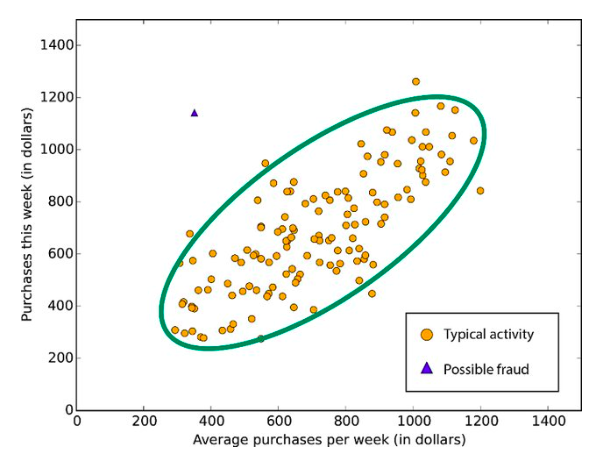 1400
1200
1000
800
600
400
200
0
Purchases this week (in dollars)
Typical activity
Possible fraud
0 200 400 600 800 1000 1200 1400
Average purchases per week (in dollars)